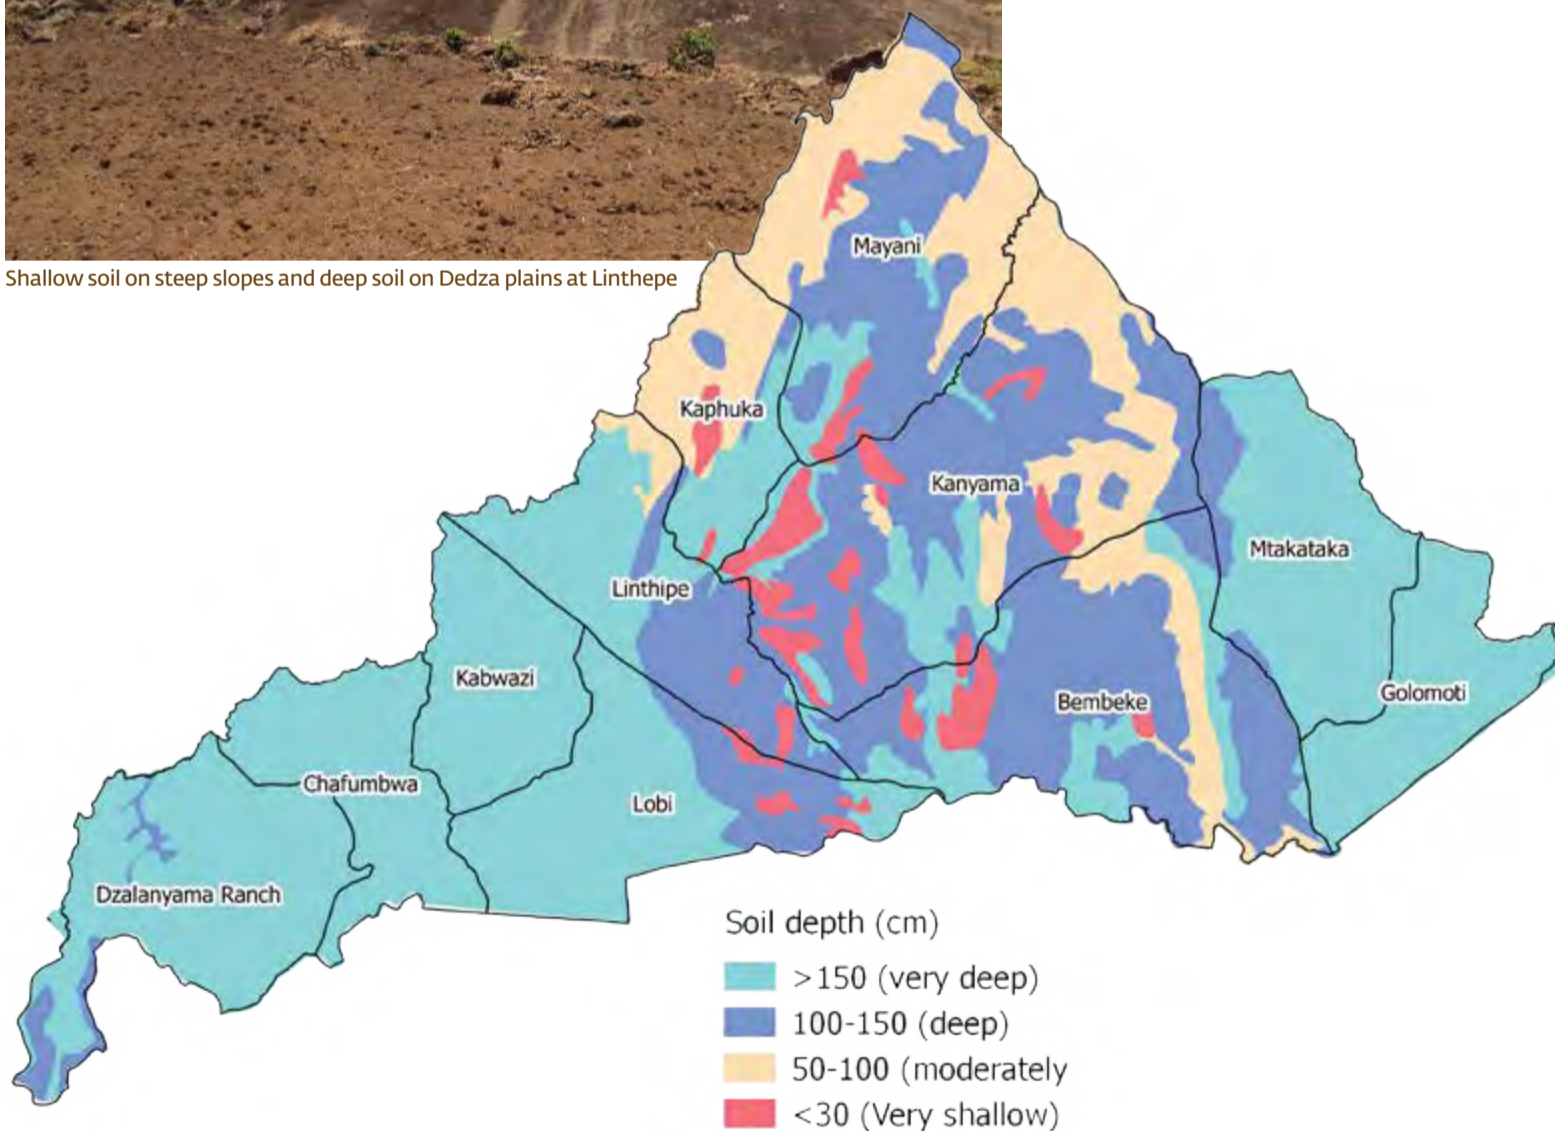 Shallow soil on steep slopes and deep soil on Dedza plains at Linthepe
Mayani
Kaphuka
Kanyama
Mtakataka
Linthipe
Kabwazi
Bembeke
Golomoti
Chafumbwa
Lobi
Dzalanyama Ranch
Soil depth (cm)
>150 (very deep)
100-150 (deep)
50-100 (moderately
<30 (Very shallow)